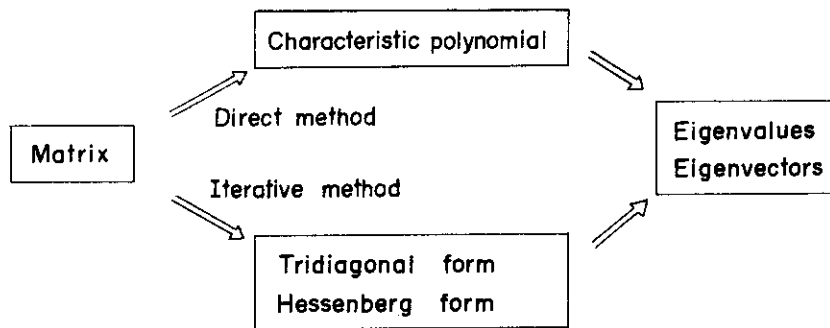 Characteristic polynomial
Direct method
Matrix
Eigenvalues
Eigenvectors
Iterative method
Tridiagonal form
Hessenberg form